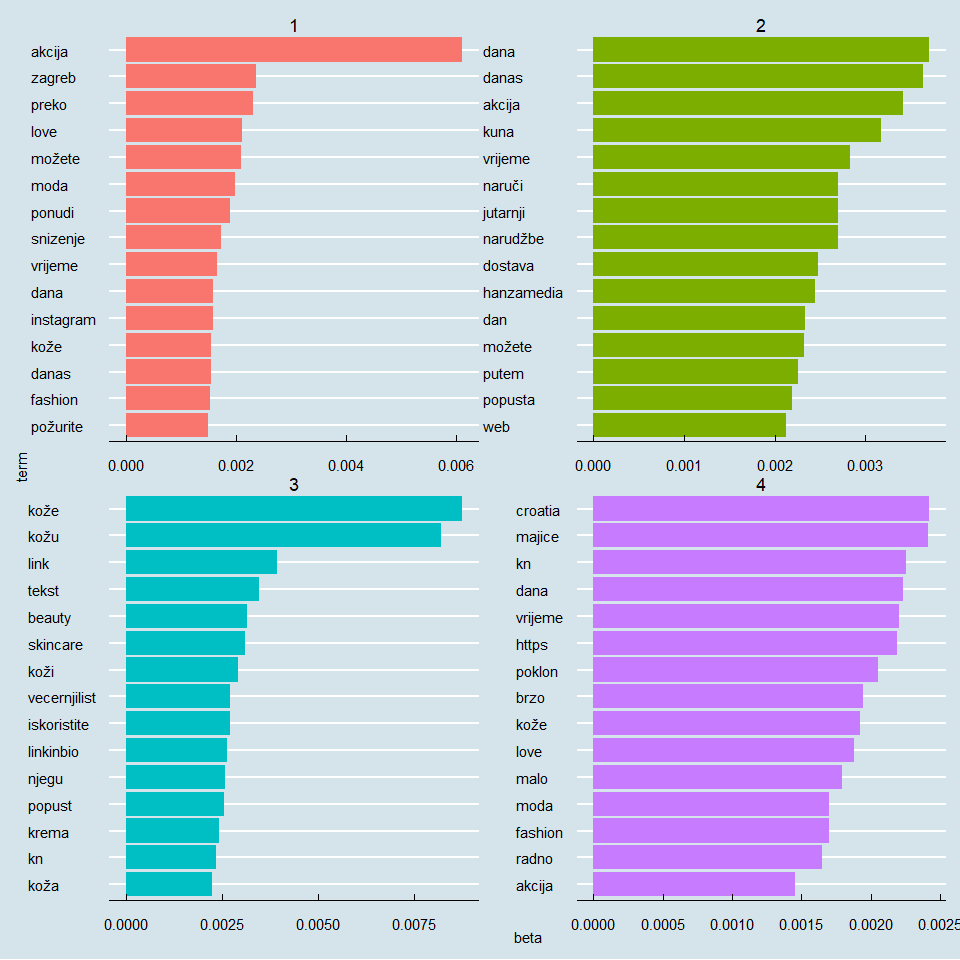 1
akcija
zagreb
preko
love
možete
moda
ponudi
snizenje
vrijeme
dana
instagram
kože
danas
fashion
požurite
0.000 0.002 0.004 0.006
2
dana
danas
akcija
kuna
vrijeme
naruči
jutarnji
narudžbe
dostava
hanzamedia
dan
možete
putem
popusta
web
0.000 0.001 0.002 0.003
term
3
kože
kožu
link
tekst
beauty
skincare
koži
vecernjilist
iskoristite
linkinbio
njegu
popust
krema
kn
koža
0.0000 0.0025 0.0050 0.0075
4
croatia
majice
kn
dana
vrijeme
https
poklon
brzo
kože
love
malo
moda
fashion
radno
akcija
0.0000 0.0005 0.0010 0.0015 0.0020 0.0025
beta